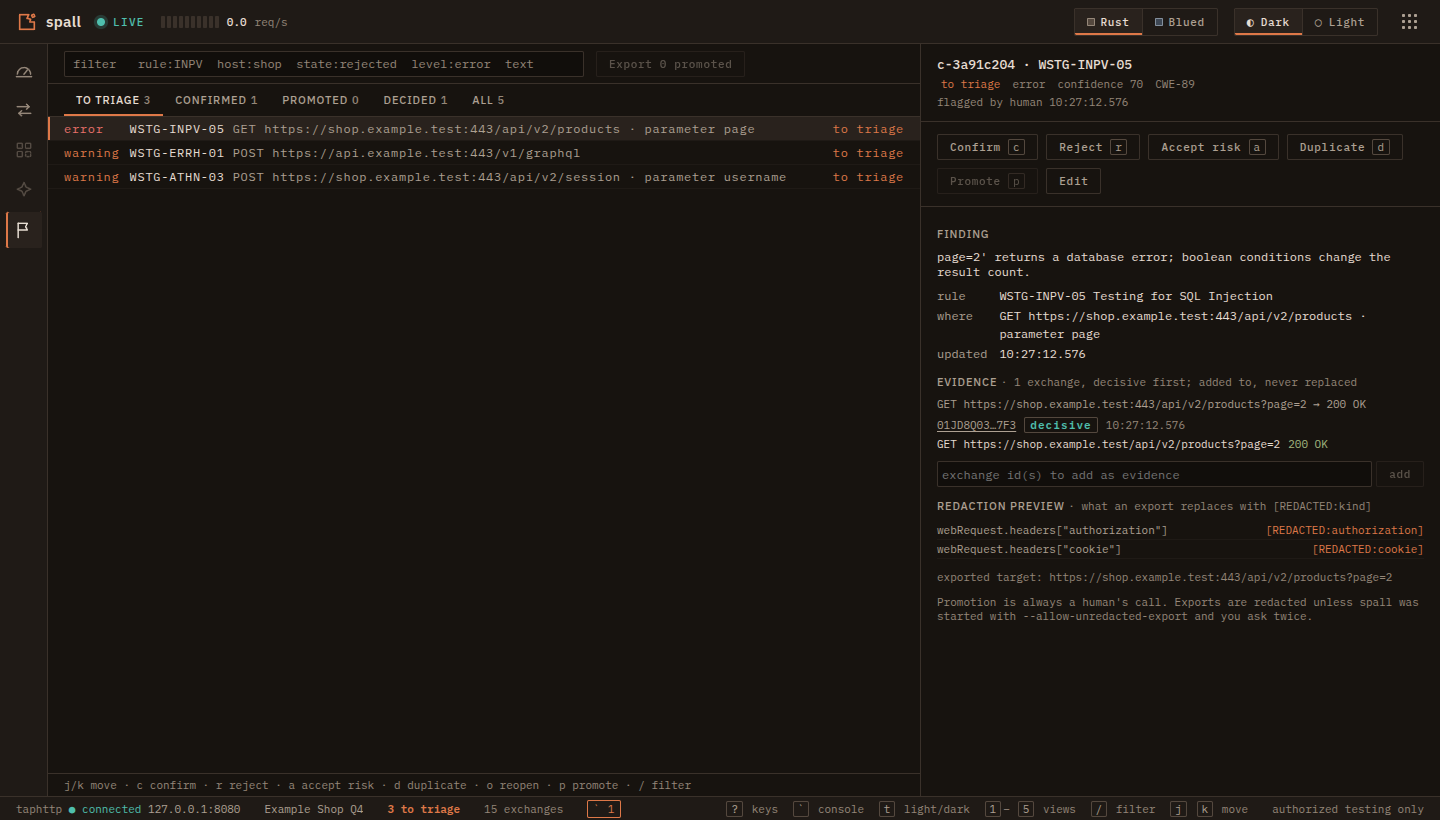 spall LIVE 0.0 req/s Rust Blued Dark Light
filter rule:INPV host:shop state:rejected level:error text Export 0 promoted
TO TRIAGE 3 CONFIRMED 1 PROMOTED 0 DECIDED 1 ALL 5
error WSTG-INPV-05 GET https://shop.example.test:443/api/v2/products · parameter page to triage
warning WSTG-ERRH-01 POST https://api.example.test:443/v1/graphql to triage
warning WSTG-ATHN-03 POST https://shop.example.test:443/api/v2/session · parameter username to triage
j/k move · c confirm · r reject · a accept risk · d duplicate · o reopen · p promote · / filter
c-3a91c204 · WSTG-INPV-05
to triage error confidence 70 CWE-89
flagged by human 10:27:12.576
Confirm c Reject r Accept risk a Duplicate d
Promote p Edit
FINDING
page=2' returns a database error; boolean conditions change the
result count.
rule WSTG-INPV-05 Testing for SQL Injection
where GET https://shop.example.test:443/api/v2/products ·
parameter page
updated 10:27:12.576
EVIDENCE · 1 exchange, decisive first; added to, never replaced
GET https://shop.example.test:443/api/v2/products?page=2 → 200 OK
01JD8Q03…7F3 decisive 10:27:12.576
GET https://shop.example.test/api/v2/products?page=2 200 OK
exchange id(s) to add as evidence add
REDACTION PREVIEW · what an export replaces with [REDACTED:kind]
webRequest.headers["authorization"] [REDACTED:authorization]
webRequest.headers["cookie"] [REDACTED:cookie]
exported target: https://shop.example.test:443/api/v2/products?page=2
Promotion is always a human's call. Exports are redacted unless spall was
started with --allow-unredacted-export and you ask twice.
taphttp connected 127.0.0.1:8080 Example Shop Q4 3 to triage 15 exchanges ` 1 ? keys ` console t light/dark 1 – 5 views / filter j k move authorized testing only